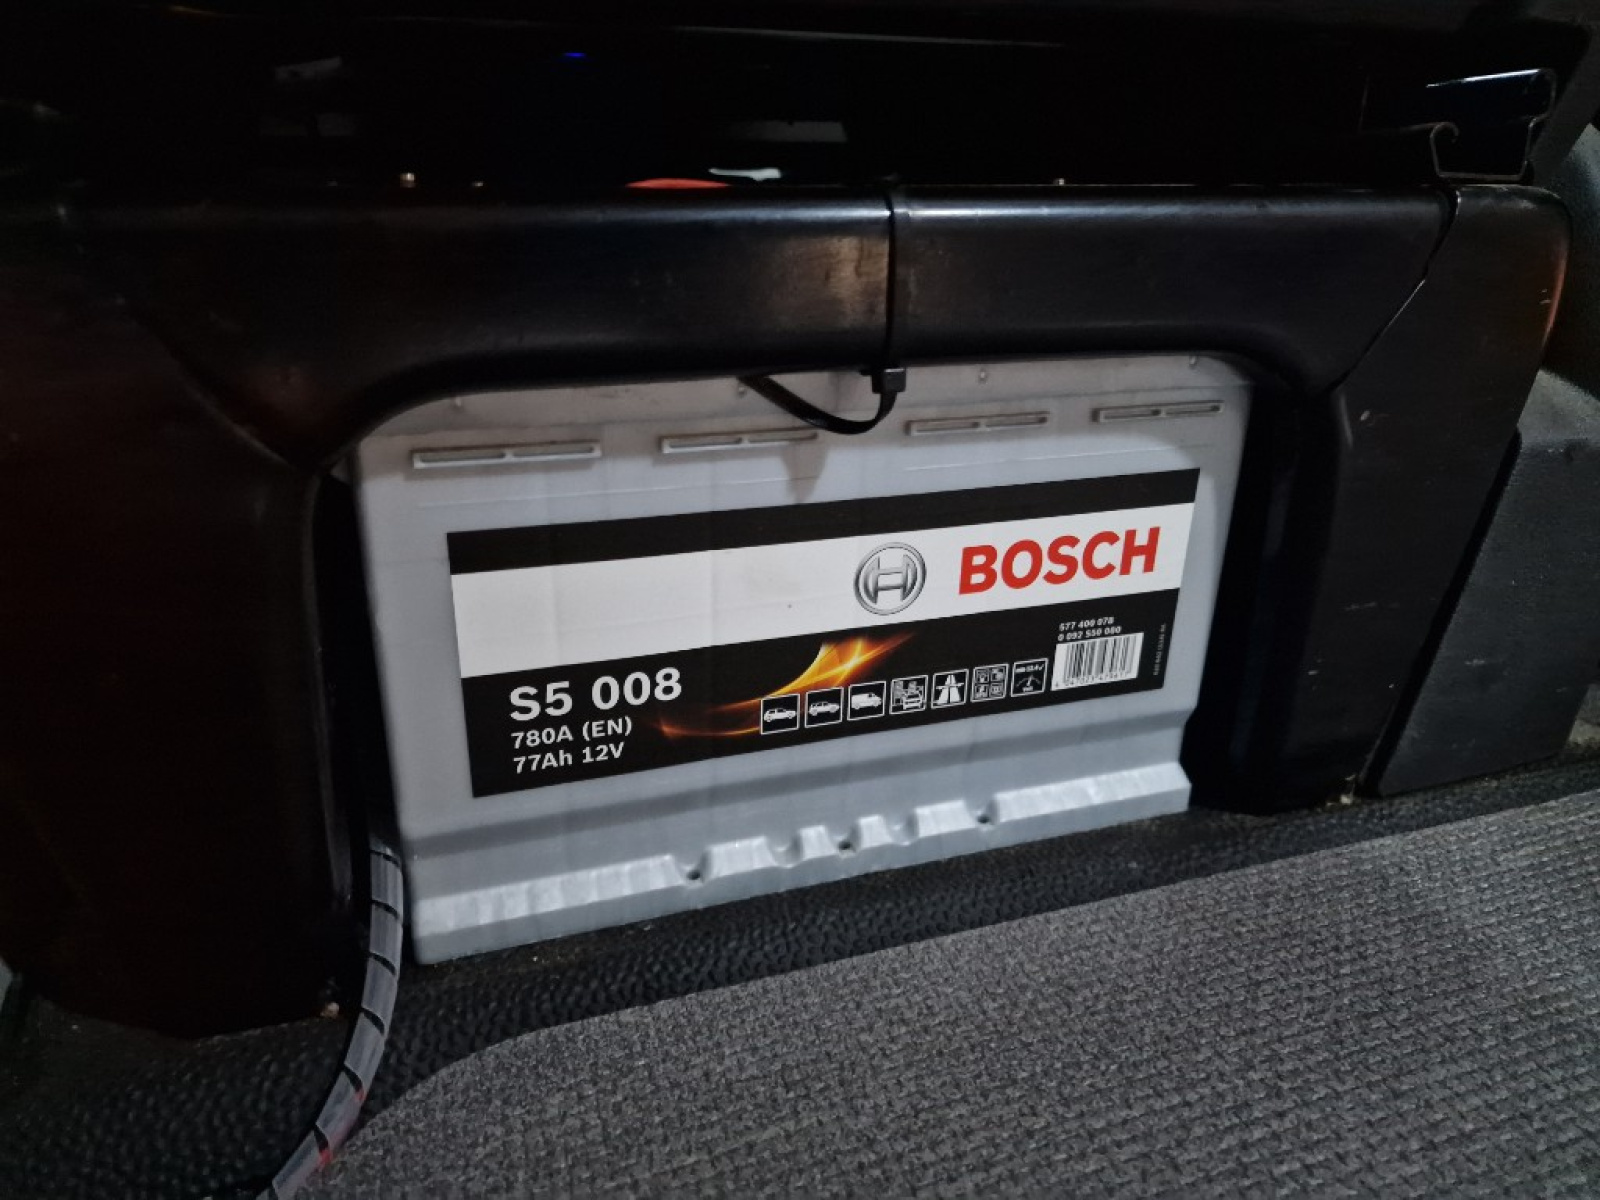 BOSCH
577 400 078
0 092 S50 080
S5 008
780A (EN)
77Ah 12V